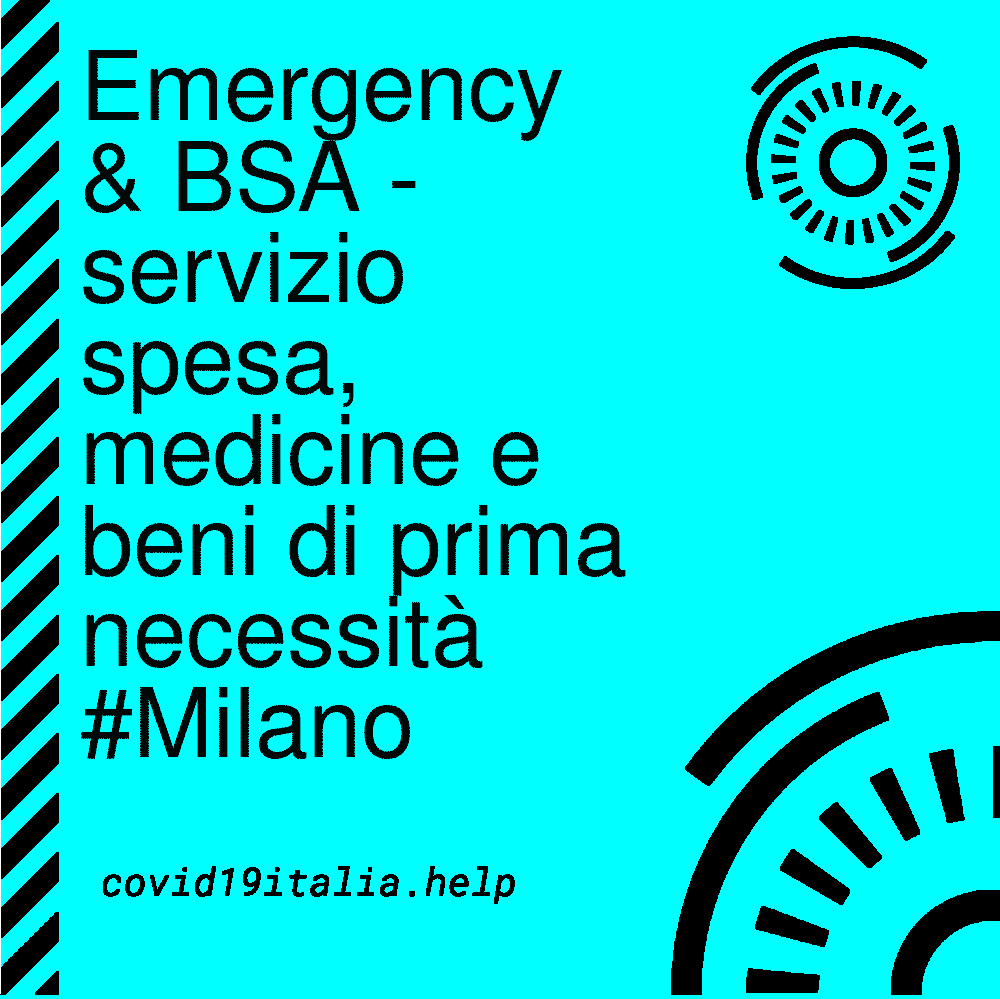 Emergency
& BSA -
servizio
spesa,
medicine e
beni di prima
necessità
#Milano
covid19italia.help